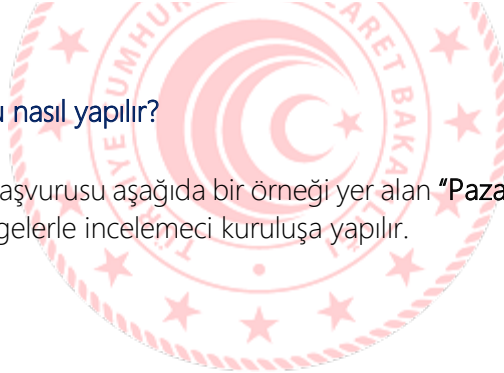 u nasıl yapılır?
aşvurusu aşağıda bir örneği yer alan "Paza
gelerle incelemeci kuruluşa yapılır.